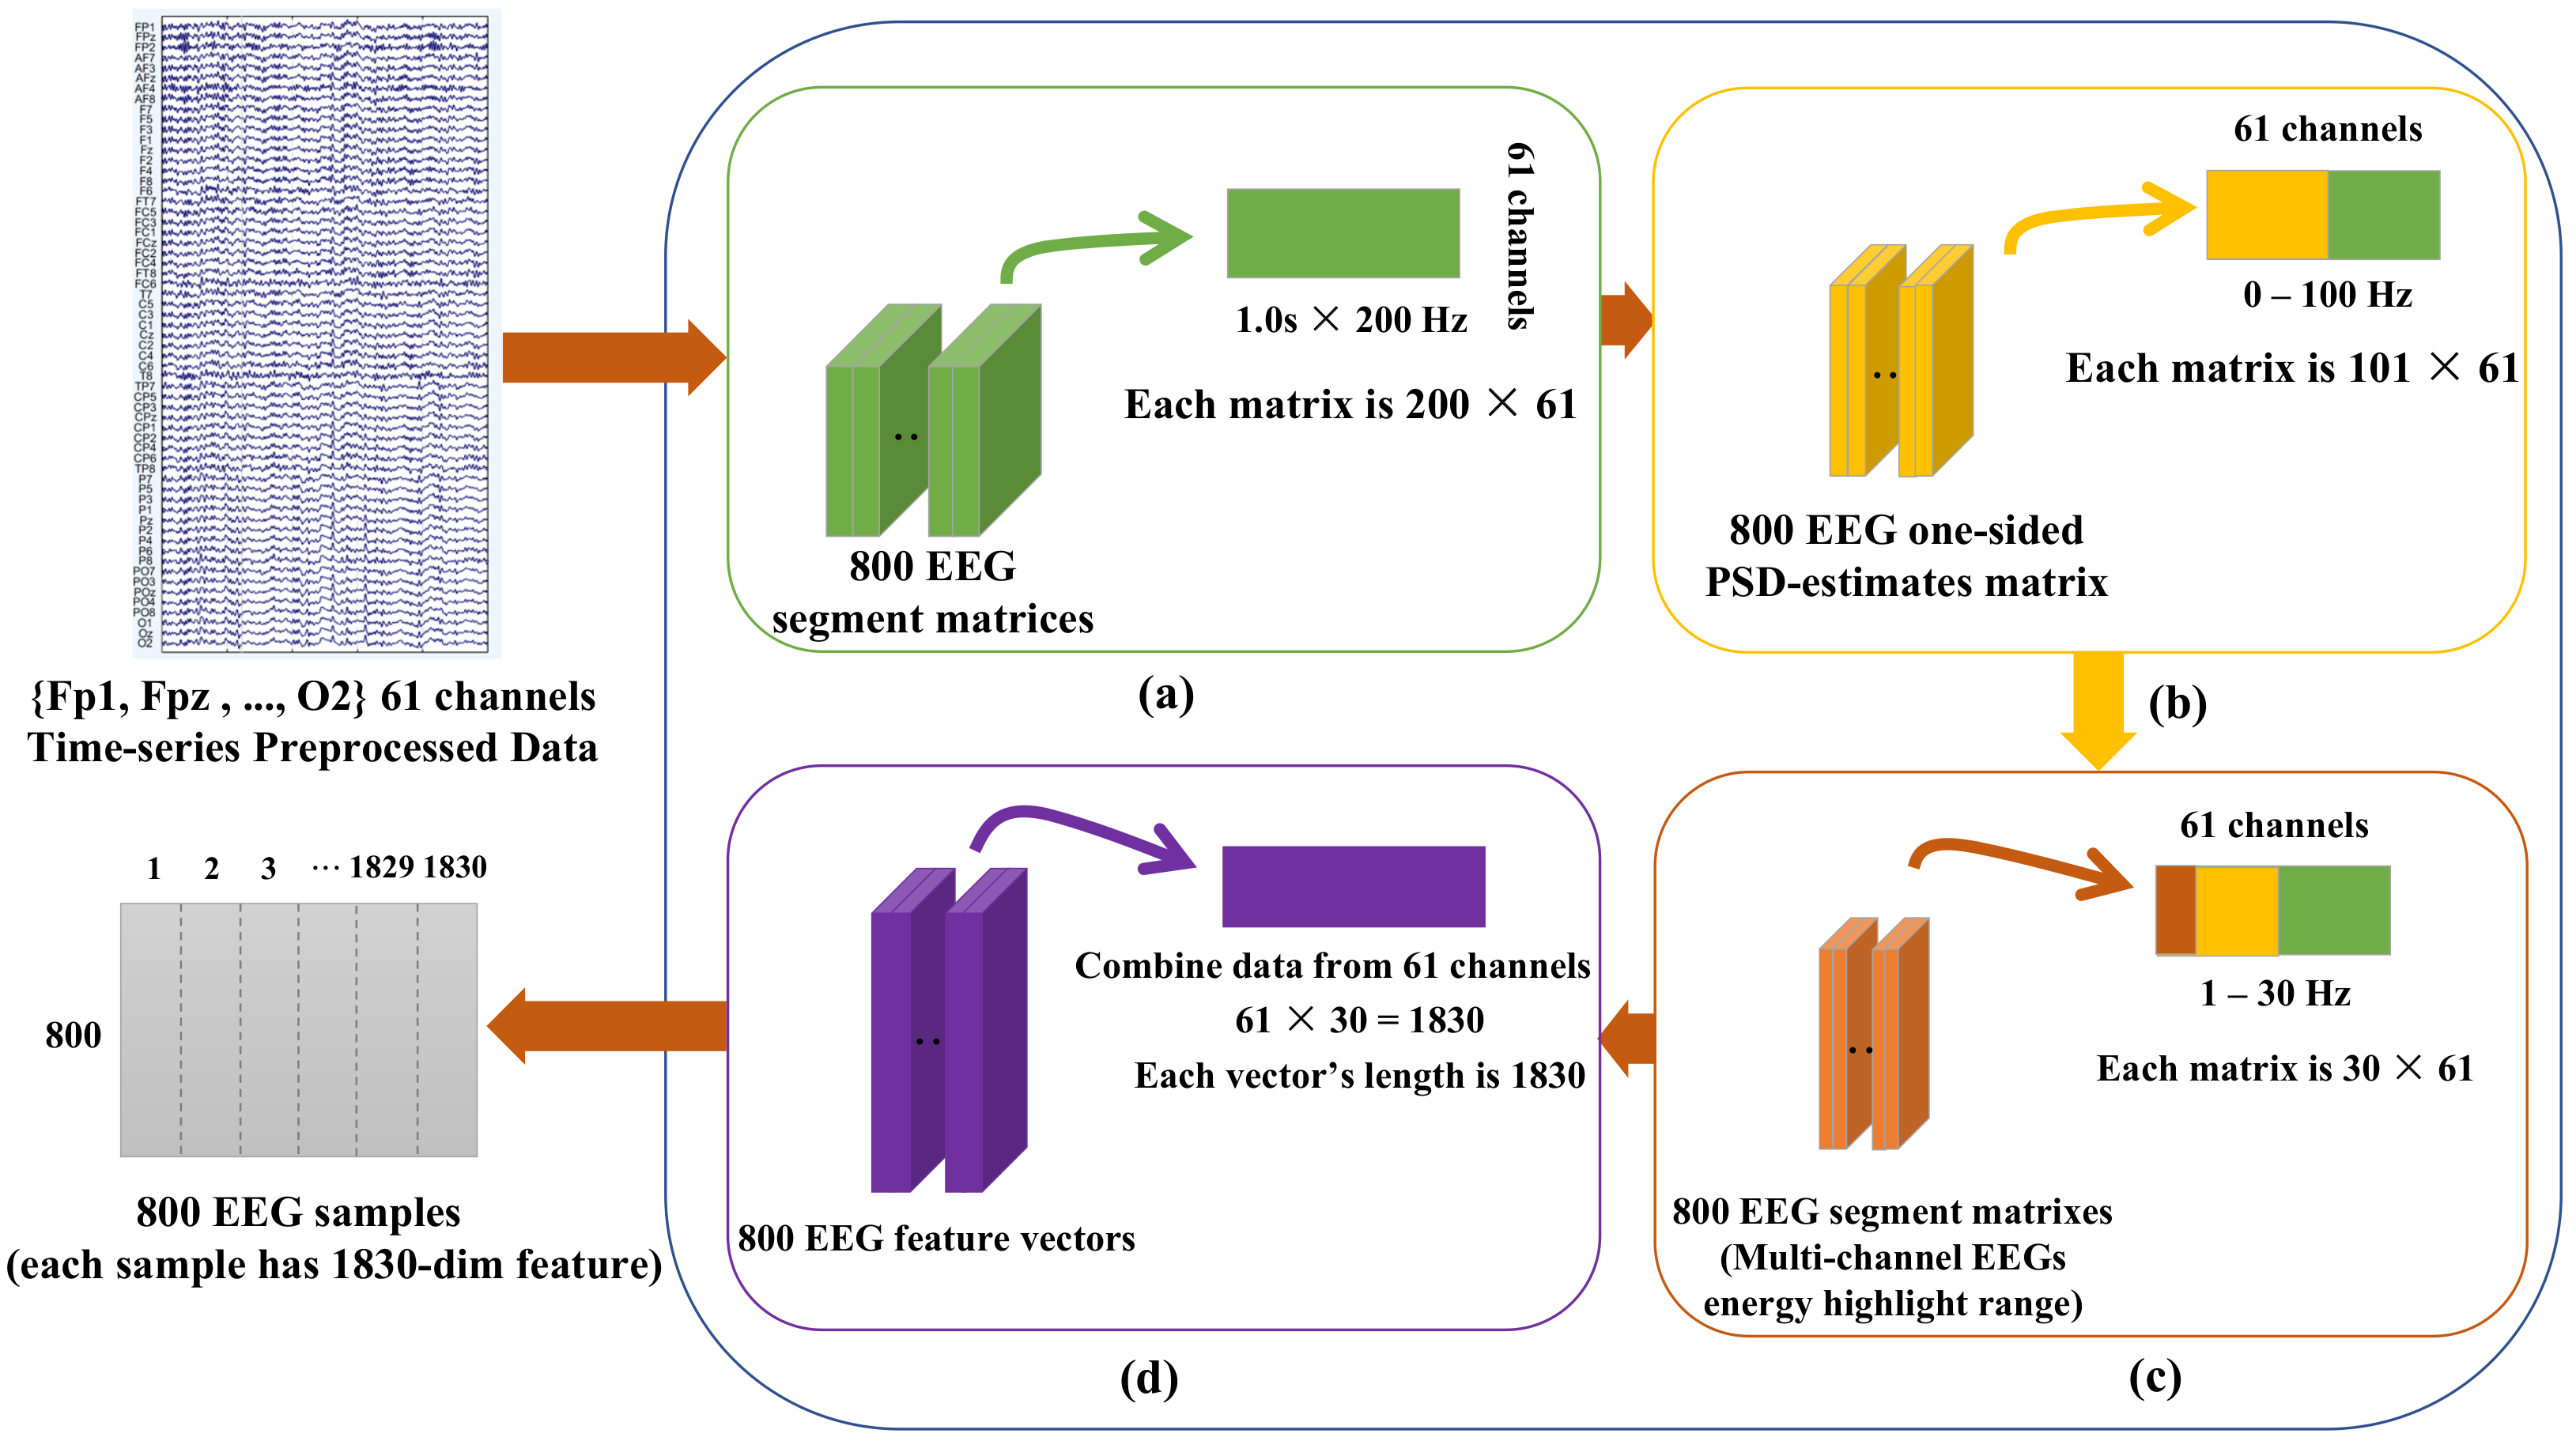 FP1
FPz
FP2
AF7
AF3
AFz
AF4
AF8
F7
F5
F3
F1
Fz
F2
F4
F8
F6
FT7
FC5
FC3
FC1
FCz
FC2
FC4
FT8
FC6
T7
C5
C3
C1
Cz
C2
C4
C6
T8
TP7
CP5
CP3
CPz
CP1
CP2
CP4
CP6
TP8
P7
P5
P3
P1
Pz
P2
P4
P6
P8
PO7
PO3
POz
PO4
PO8
O1
Oz
O2
{Fp1, Fpz , ..., O2} 61 channels
Time-series Preprocessed Data
61 channels
1.0s × 200 Hz
Each matrix is 200 × 61
..
800 EEG
segment matrices
(a)
61 channels
0 – 100 Hz
Each matrix is 101 × 61
..
800 EEG one-sided
PSD-estimates matrix
(b)
61 channels
1 – 30 Hz
Each matrix is 30 × 61
..
800 EEG segment matrixes
(Multi-channel EEGs
energy highlight range)
(c)
Combine data from 61 channels
61 × 30 = 1830
Each vector’s length is 1830
..
800 EEG feature vectors
(d)
1 2 3 ··· 1829 1830
800
800 EEG samples
(each sample has 1830-dim feature)